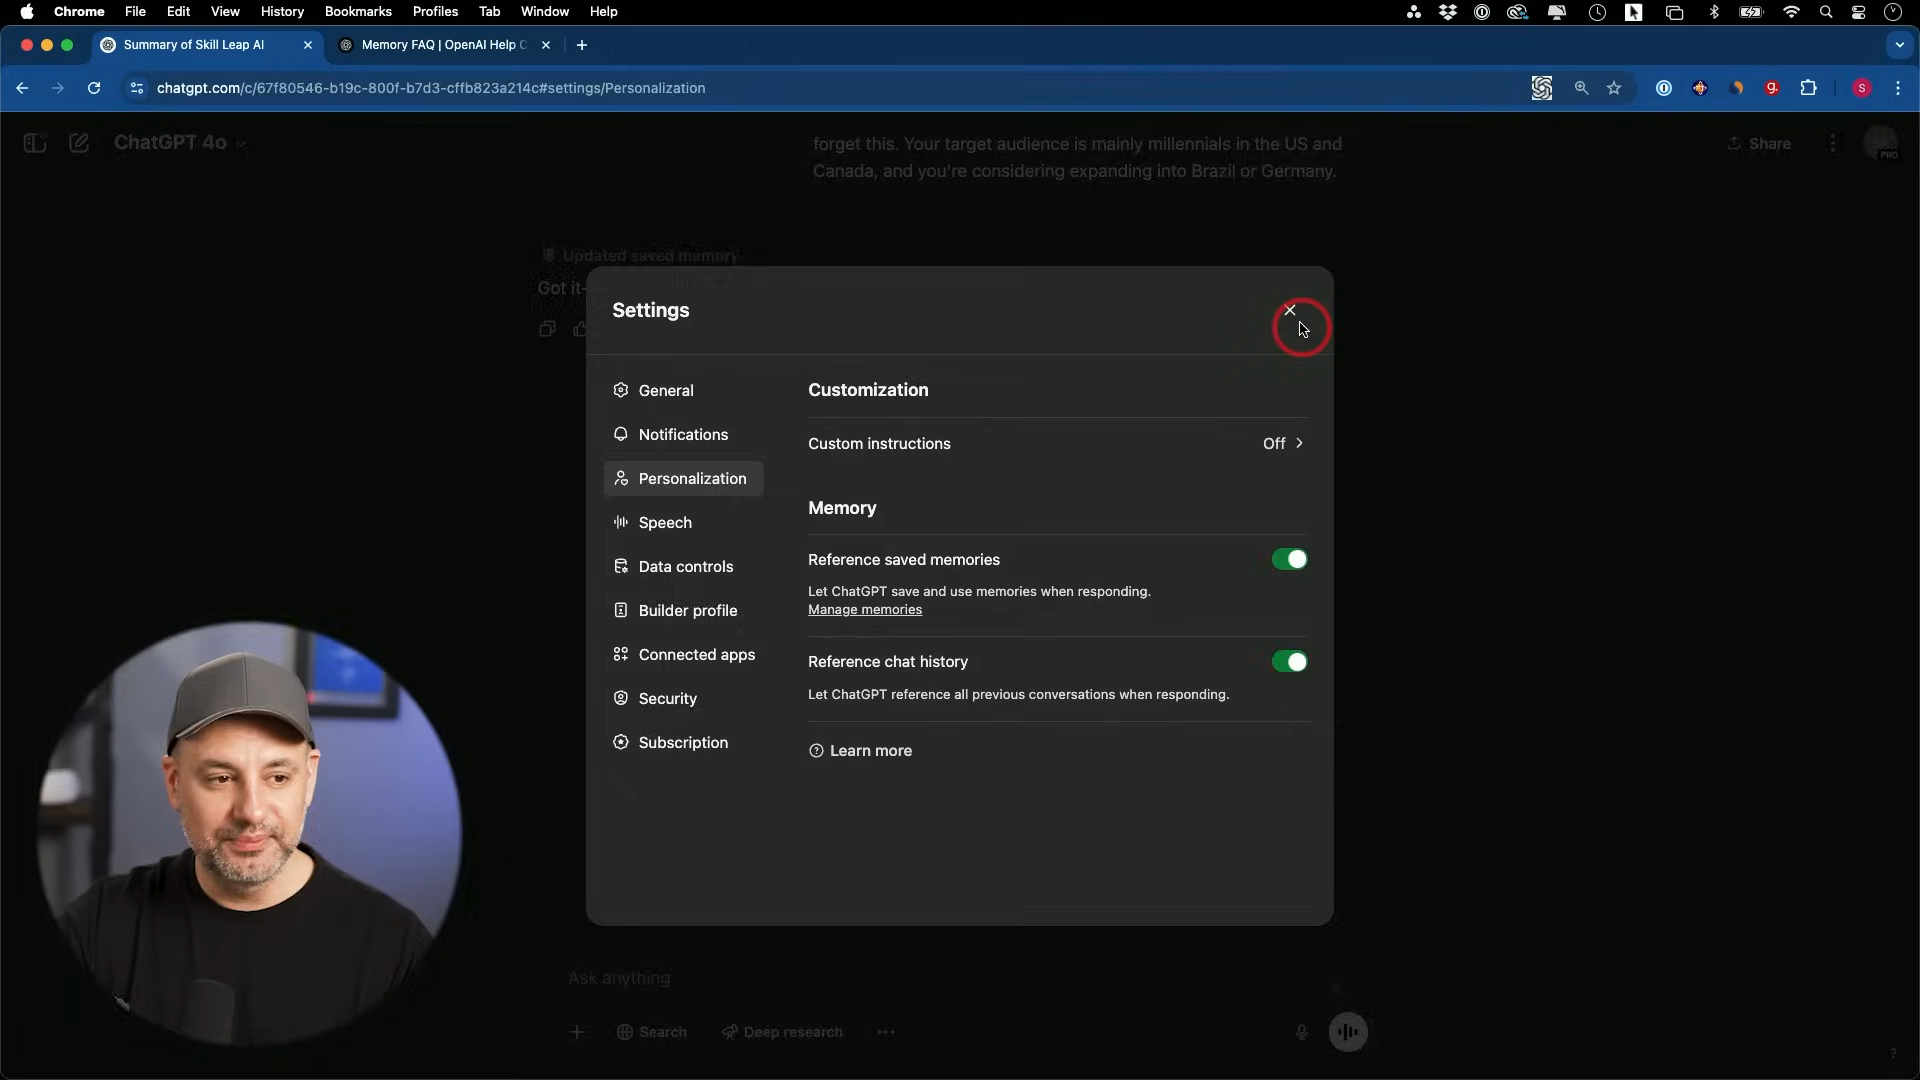 Chrome File Edit View History Bookmarks Profiles Tab Window Help
Summary of Skill Leap AI
Memory FAQ | OpenAI Help C
chatgpt.com/c/67f80546-b19c-800f-b7d3-cffb823a214c#settings/Personalization
S
ChatGPT 4o
Share
PRO
forget this. Your target audience is mainly millennials in the US and
Canada, and you're considering expanding into Brazil or Germany.
Updated saved memory
Got it-
Settings
General
Notifications
Personalization
Speech
Data controls
Builder profile
Connected apps
Security
Subscription
Customization
Custom instructions Off
Memory
Reference saved memories
Let ChatGPT save and use memories when responding.
Manage memories
Reference chat history
Let ChatGPT reference all previous conversations when responding.
Learn more
Ask anything
Search Deep research
?